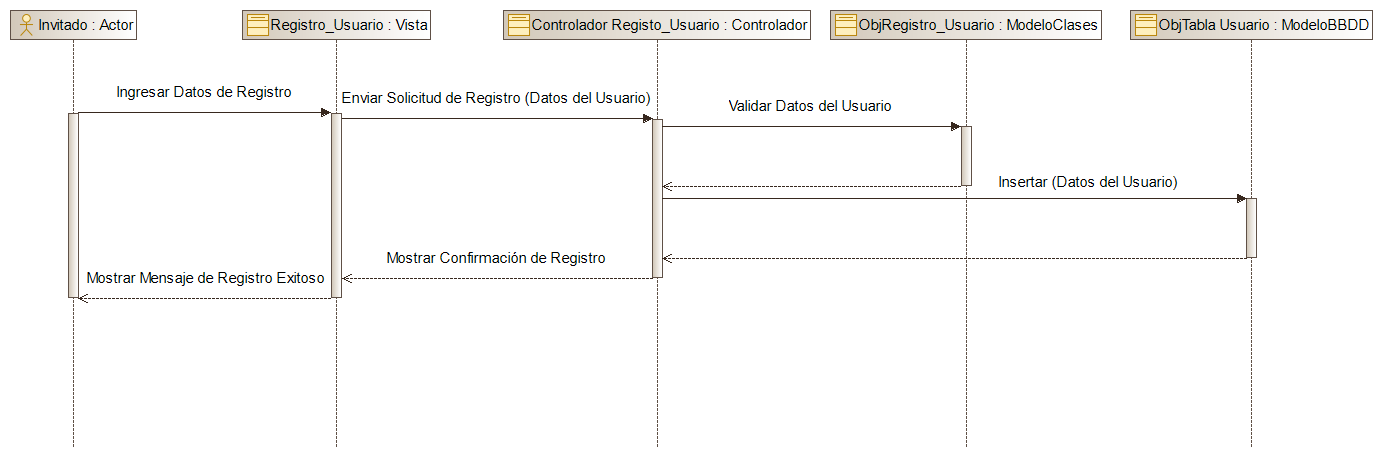 Invitado : Actor
Registro_Usuario : Vista
Controlador Registo_Usuario : Controlador
ObjRegistro_Usuario : ModeloClases
ObjTabla Usuario : ModeloBBDD
Ingresar Datos de Registro
Enviar Solicitud de Registro (Datos del Usuario)
Validar Datos del Usuario
Insertar (Datos del Usuario)
Mostrar Confirmación de Registro
Mostrar Mensaje de Registro Exitoso